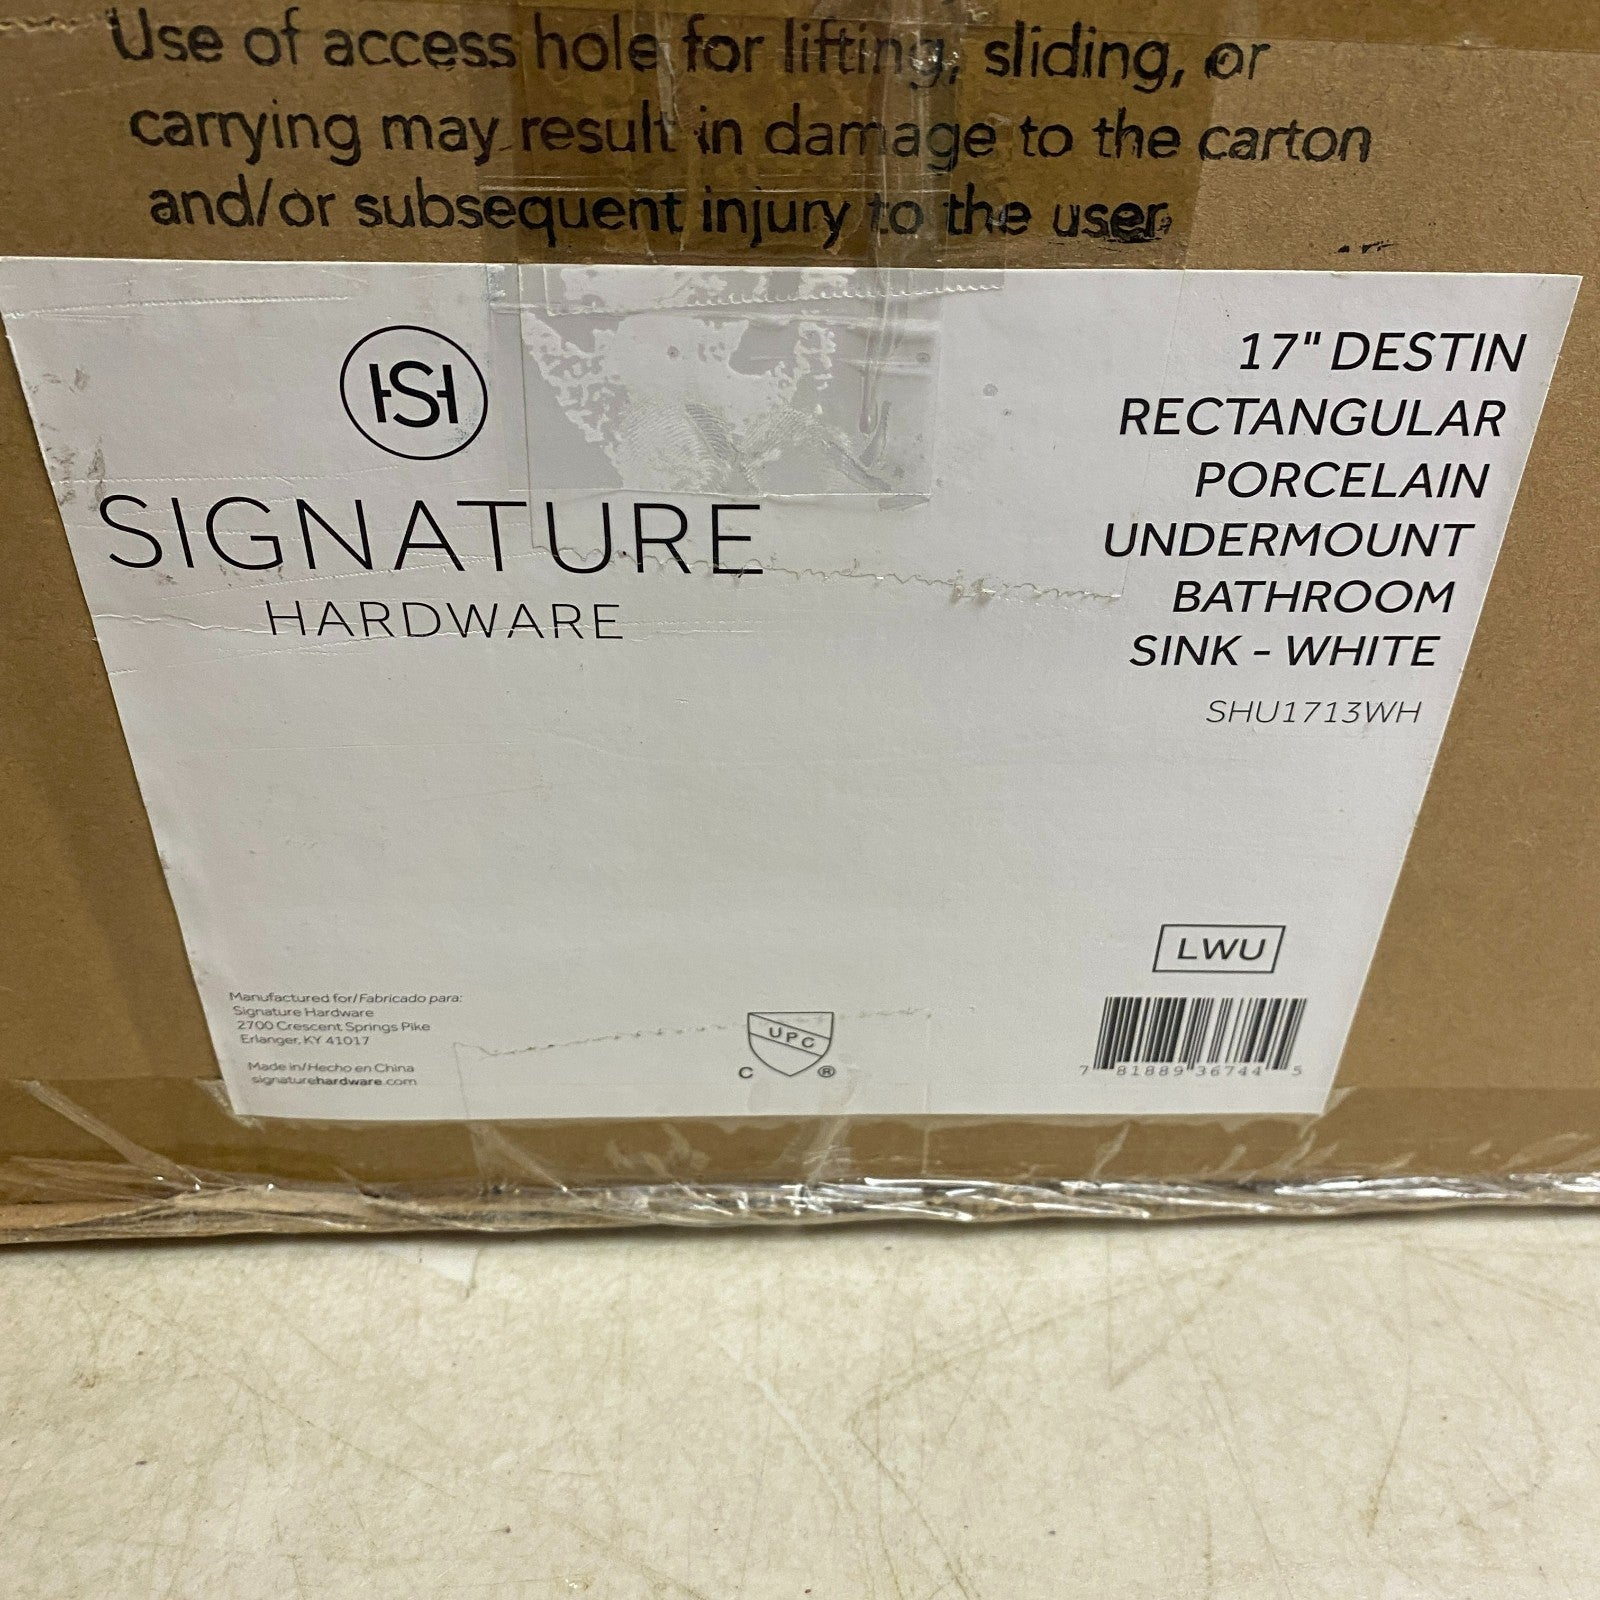 Use of access hole for lifting, sliding, or
carrying may result in damage to the carton
and/or subsequent injury to the user.
HSH
SIGNATURE
HARDWARE
17" DESTIN
RECTANGULAR
PORCELAIN
UNDERMOUNT
BATHROOM
SINK - WHITE
SHU1713WH
LWU
Manufactured for/Fabricado para:
Signature Hardware
2700 Crescent Springs Pike
Erlanger, KY 41017
Made in/Hecho en China
signaturehardware.com
UPC
C ®
7 81889 36744 5